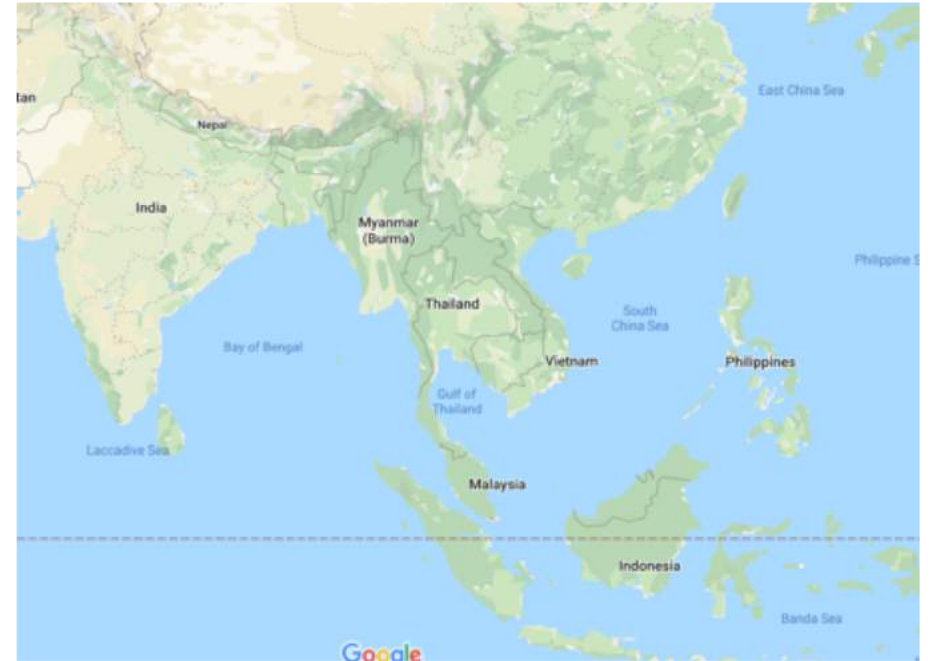 East China Sea
tan
Nepal
India
Myanmar
(Burma)
Philippine S
Thailand
South
China Sea
Bay of Bengal
Vietnam
Philippines
Gulf of
Thailand
Laccadive Sea
Malaysia
Indonesia
Banda Sea
Google